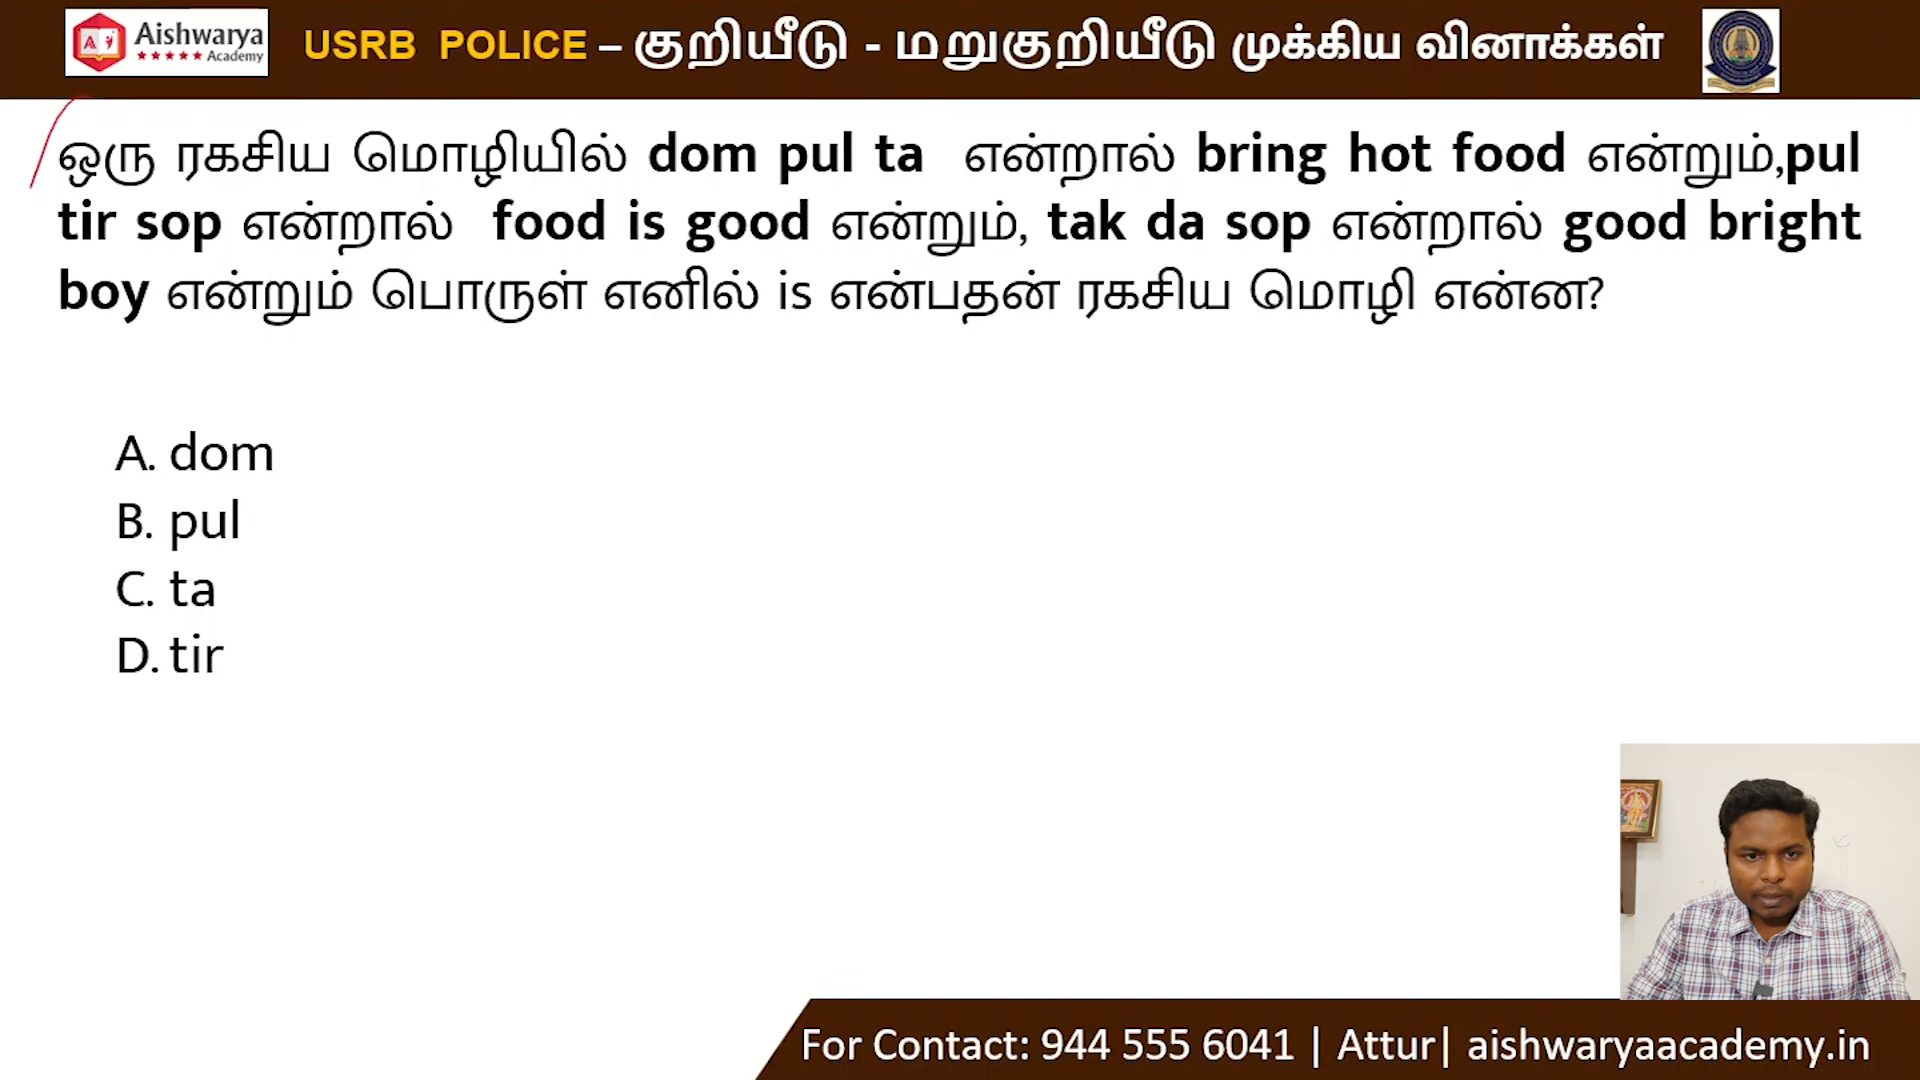 Aishwarya
Academy
USRB POLICE – குறியீடு - மறுகுறியீடு முக்கிய வினாக்கள்
ஒரு ரகசிய மொழியில் dom pul ta என்றால் bring hot food என்றும்,pul
tir sop என்றால் food is good என்றும், tak da sop என்றால் good bright
boy என்றும் பொருள் எனில் is என்பதன் ரகசிய மொழி என்ன?
A. dom
B. pul
C. ta
D. tir
For Contact: 944 555 6041 | Attur| aishwaryaacademy.in